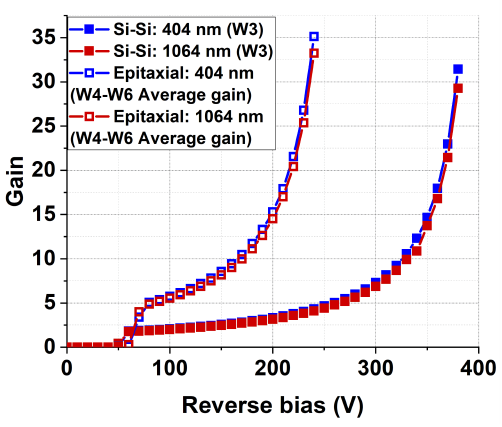 Si-Si: 404 nm (W3)
Si-Si: 1064 nm (W3)
Epitaxial: 404 nm
(W4-W6 Average gain)
Epitaxial: 1064 nm
(W4-W6 Average gain)
Gain
35
30
25
20
15
10
5
0
0
100
200
300
400
Reverse bias (V)